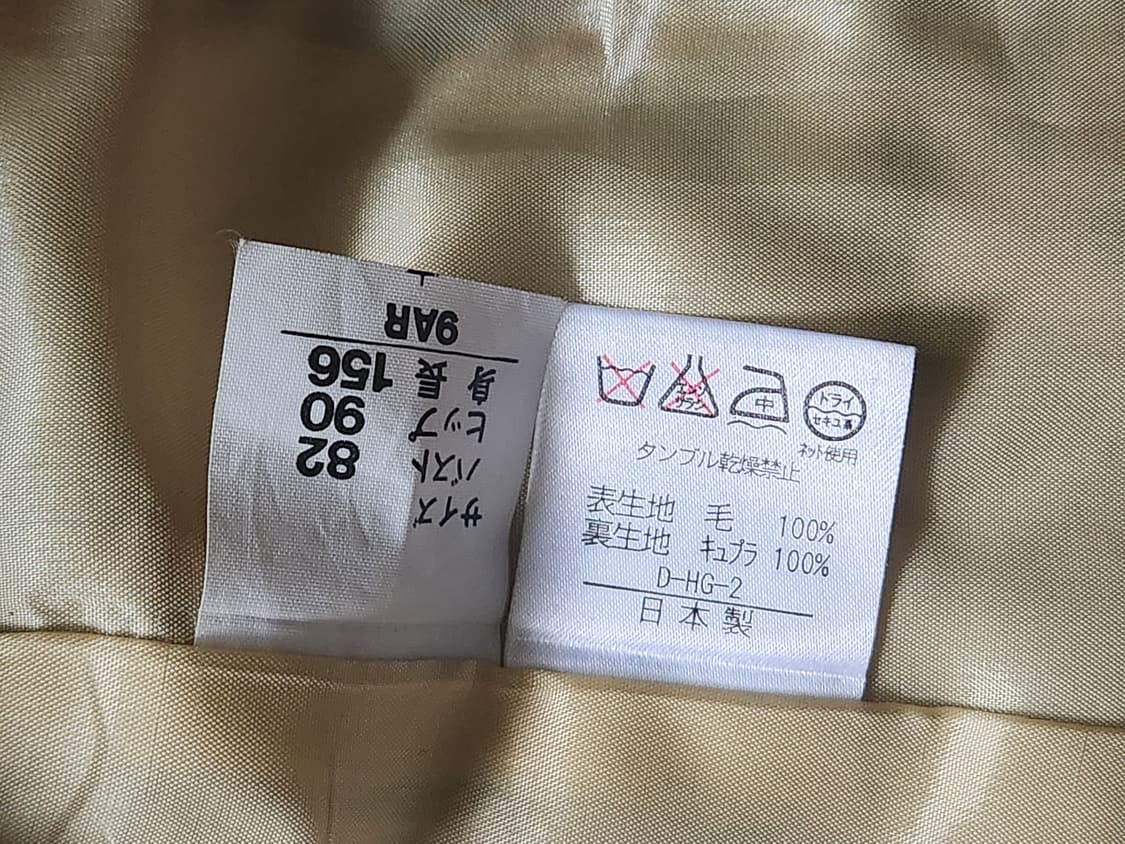 サイズ
バスト 82
ヒップ 90
身長 156
9AR
中
ドライ
セキユ系
ネット使用
タンブル乾燥禁止
表生地 毛 100%
裏生地 キュプラ 100%
D-HG-2
日本製